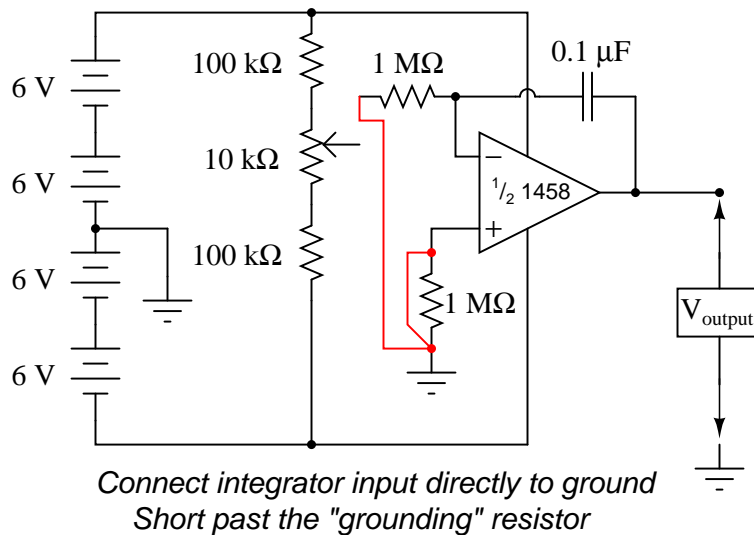 6 V
6 V
6 V
6 V
100 kΩ
10 kΩ
100 kΩ
1 MΩ
0.1 μF
−
1/2 1458
+
1 MΩ
Voutput
Connect integrator input directly to ground
Short past the "grounding" resistor